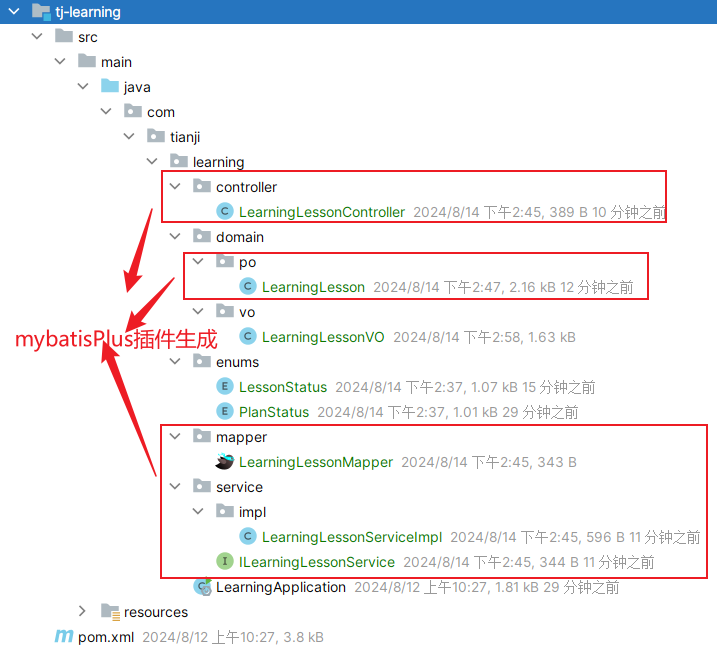 tj-learning
src
main
java
com
tianji
learning
controller
LearningLessonController 2024/8/14 下午2:45, 389 B 10 分钟之前
domain
po
LearningLesson 2024/8/14 下午2:47, 2.16 kB 12 分钟之前
vo
mybatisPlus插件生成
LearningLessonVO 2024/8/14 下午2:58, 1.63 kB
enums
LessonStatus 2024/8/14 下午2:37, 1.07 kB 15 分钟之前
PlanStatus 2024/8/14 下午2:37, 1.01 kB 29 分钟之前
mapper
LearningLessonMapper 2024/8/14 下午2:45, 343 B
service
impl
LearningLessonServiceImpl 2024/8/14 下午2:45, 596 B 11 分钟之前
ILearningLessonService 2024/8/14 下午2:45, 344 B 11 分钟之前
LearningApplication 2024/8/12 上午10:27, 1.81 kB 29 分钟之前
resources
pom.xml 2024/8/12 上午10:27, 3.8 kB